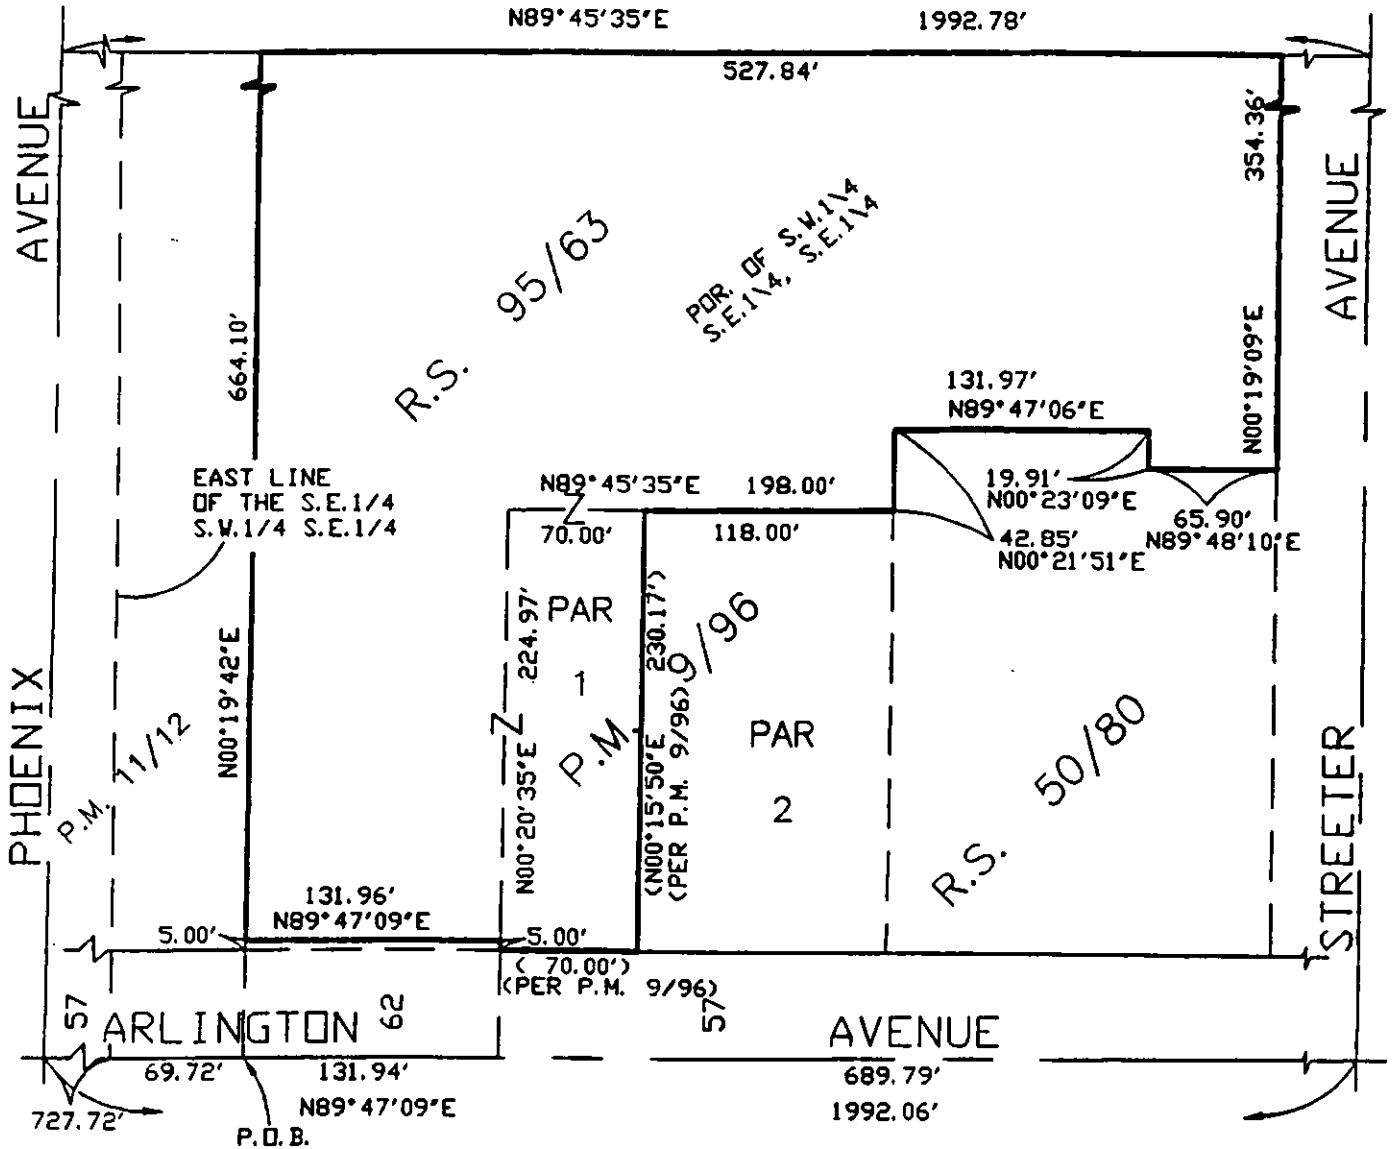 N89°45'35"E 1992.78'
527.84'
AVENUE
354.36'
AVENUE
R.S. 95/63
POR. OF S.W.1\4
S.E.1\4, S.E.1\4
664.10'
N00°19'09"E
131.97'
N89°47'06"E
EAST LINE
OF THE S.E.1/4
S.W.1/4 S.E.1/4
N89°45'35"E 198.00'
19.91'
N00°23'09"E
70.00' 118.00'
42.85'
N00°21'51"E
65.90'
N89°48'10"E
PAR
1
N00°20'35"E 224.97'
(N00°15'50"E 230.17')
(PER P.M. 9/96)
P.M. 9/96
PAR
2
R.S. 50/80
N00°19'42"E
P.M. 11/12
PHOENIX
STREETER
131.96'
N89°47'09"E
5.00'
5.00'
( 70.00')
(PER P.M. 9/96)
57
62
57
ARLINGTON AVENUE
69.72' 131.94' 689.79'
N89°47'09"E 1992.06'
727.72'
P.O.B.